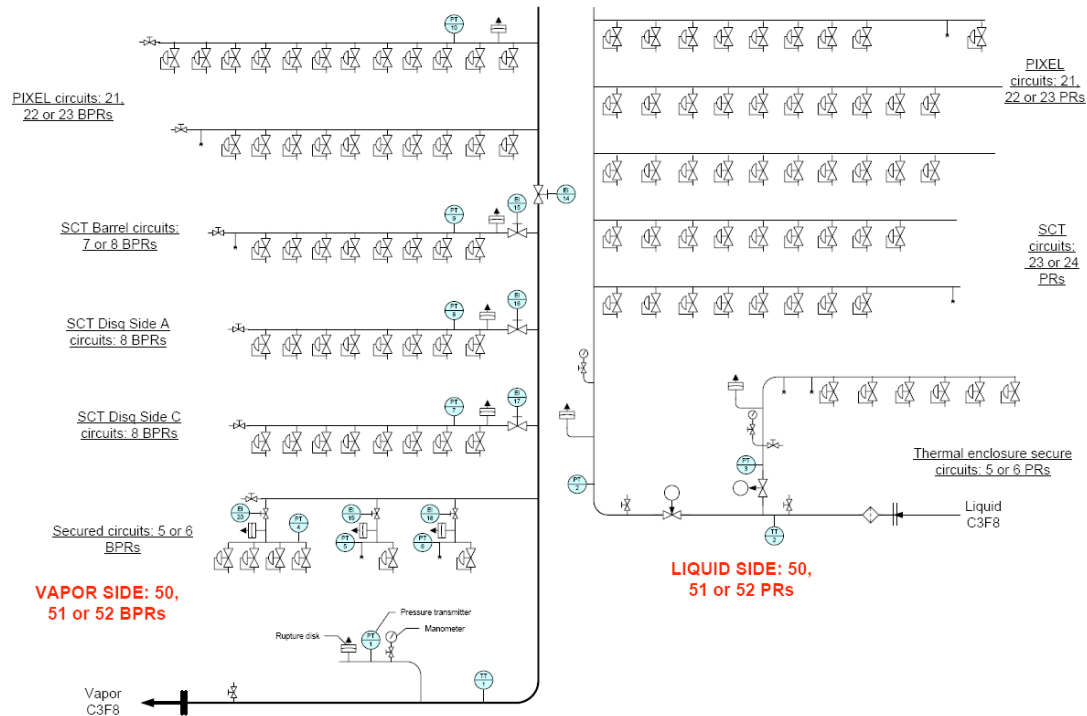 PT
10
PIXEL circuits: 21,
22 or 23 BPRs
PIXEL
circuits: 21,
22 or 23 PRs
EI
14
EI
15
PT
9
SCT Barrel circuits:
7 or 8 BPRs
SCT
circuits:
23 or 24
PRs
EI
16
PT
8
SCT Disq Side A
circuits: 8 BPRs
EI
17
PT
7
SCT Disq Side C
circuits: 8 BPRs
Thermal enclosure secure
circuits: 5 or 6 PRs
PT
3
PT
2
Liquid
C3F8
1
TT
2
EI
20
PT
4
EI
19
PT
5
EI
18
PT
6
Secured circuits: 5 or 6
BPRs
VAPOR SIDE: 50,
51 or 52 BPRs
LIQUID SIDE: 50,
51 or 52 PRs
Pressure transmitter
Manometer
Rupture disk
PT
1
TT
1
Vapor
C3F8